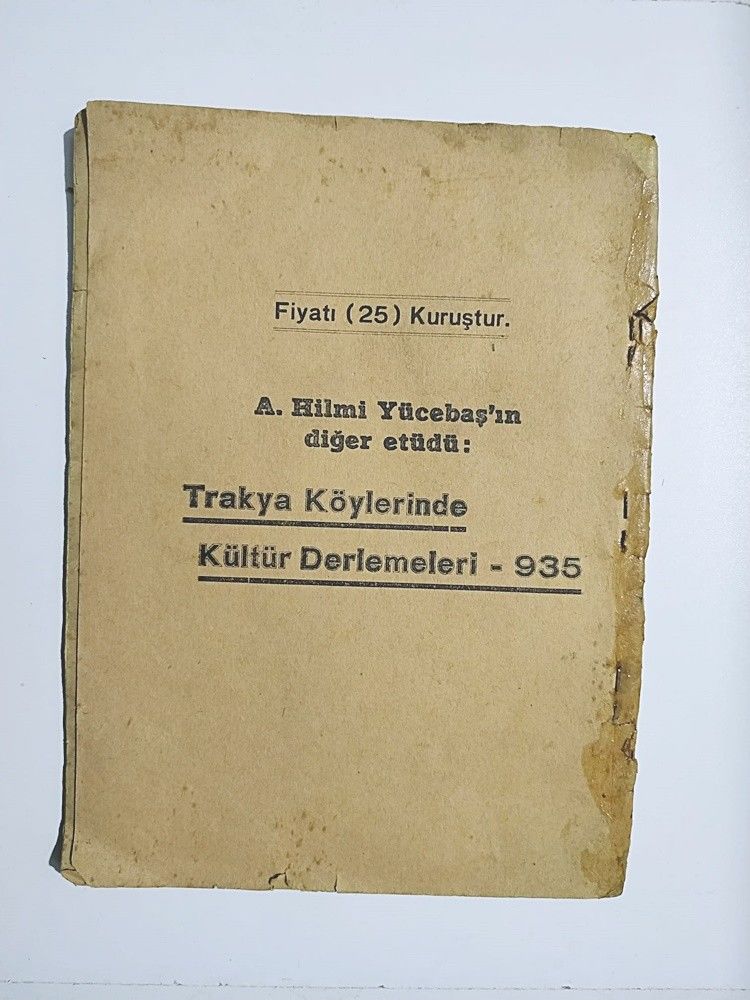 Fiyatı (25) Kuruştur.
A. Hilmi Yücebaş'ın
diğer etüdü:
Trakya Köylerinde
Kültür Derlemeleri - 935